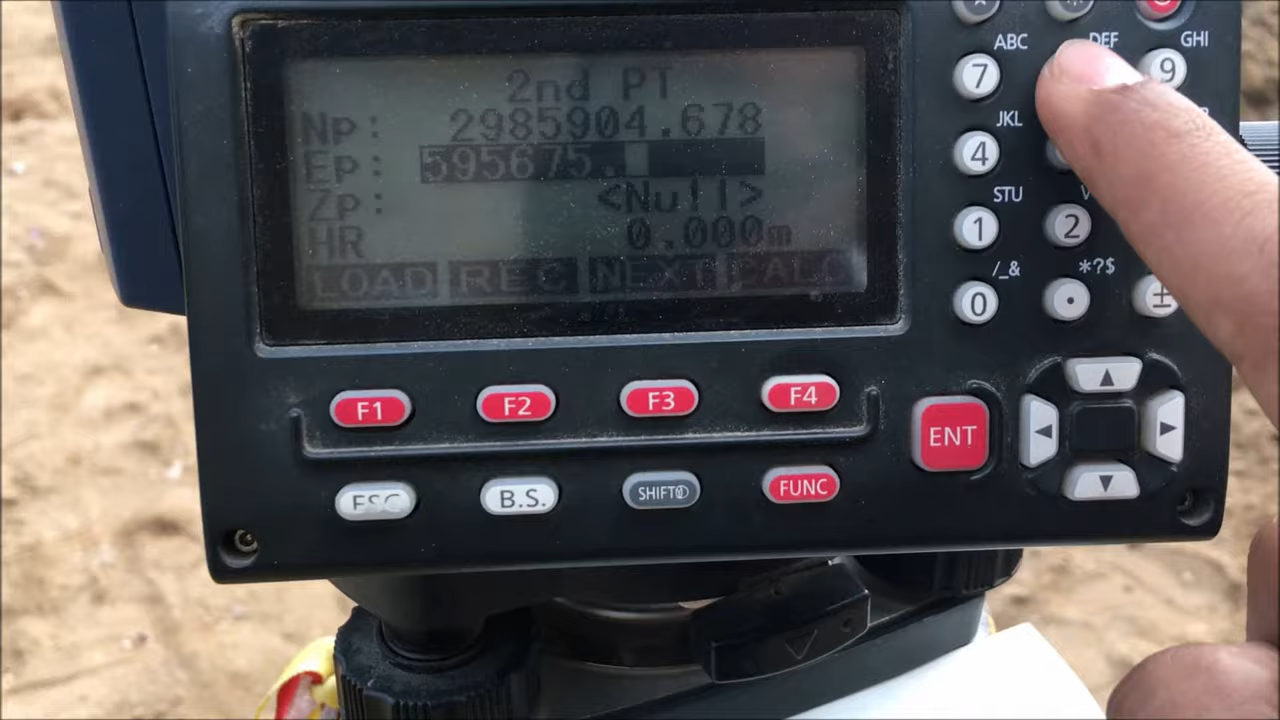 2nd PT
Np: 2985904.678
Ep: 595675.
Zp: <Null>
HR 0.000m
LOAD REC NEXT CALC
ABC DEF GHI
7 9
JKL
4
STU
1 2
/_& *?$
0 . ±
F1 F2 F3 F4
ENT
ESC B.S. SHIFT FUNC